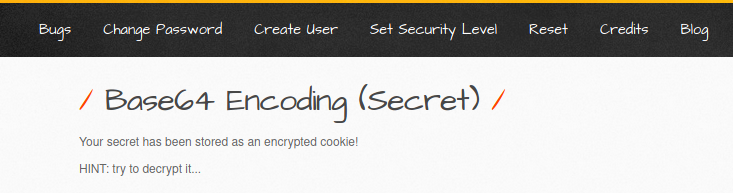 Bugs Change Password Create User Set Security Level Reset Credits Blog
/ Base64 Encoding (Secret) /
Your secret has been stored as an encrypted cookie!
HINT: try to decrypt it...